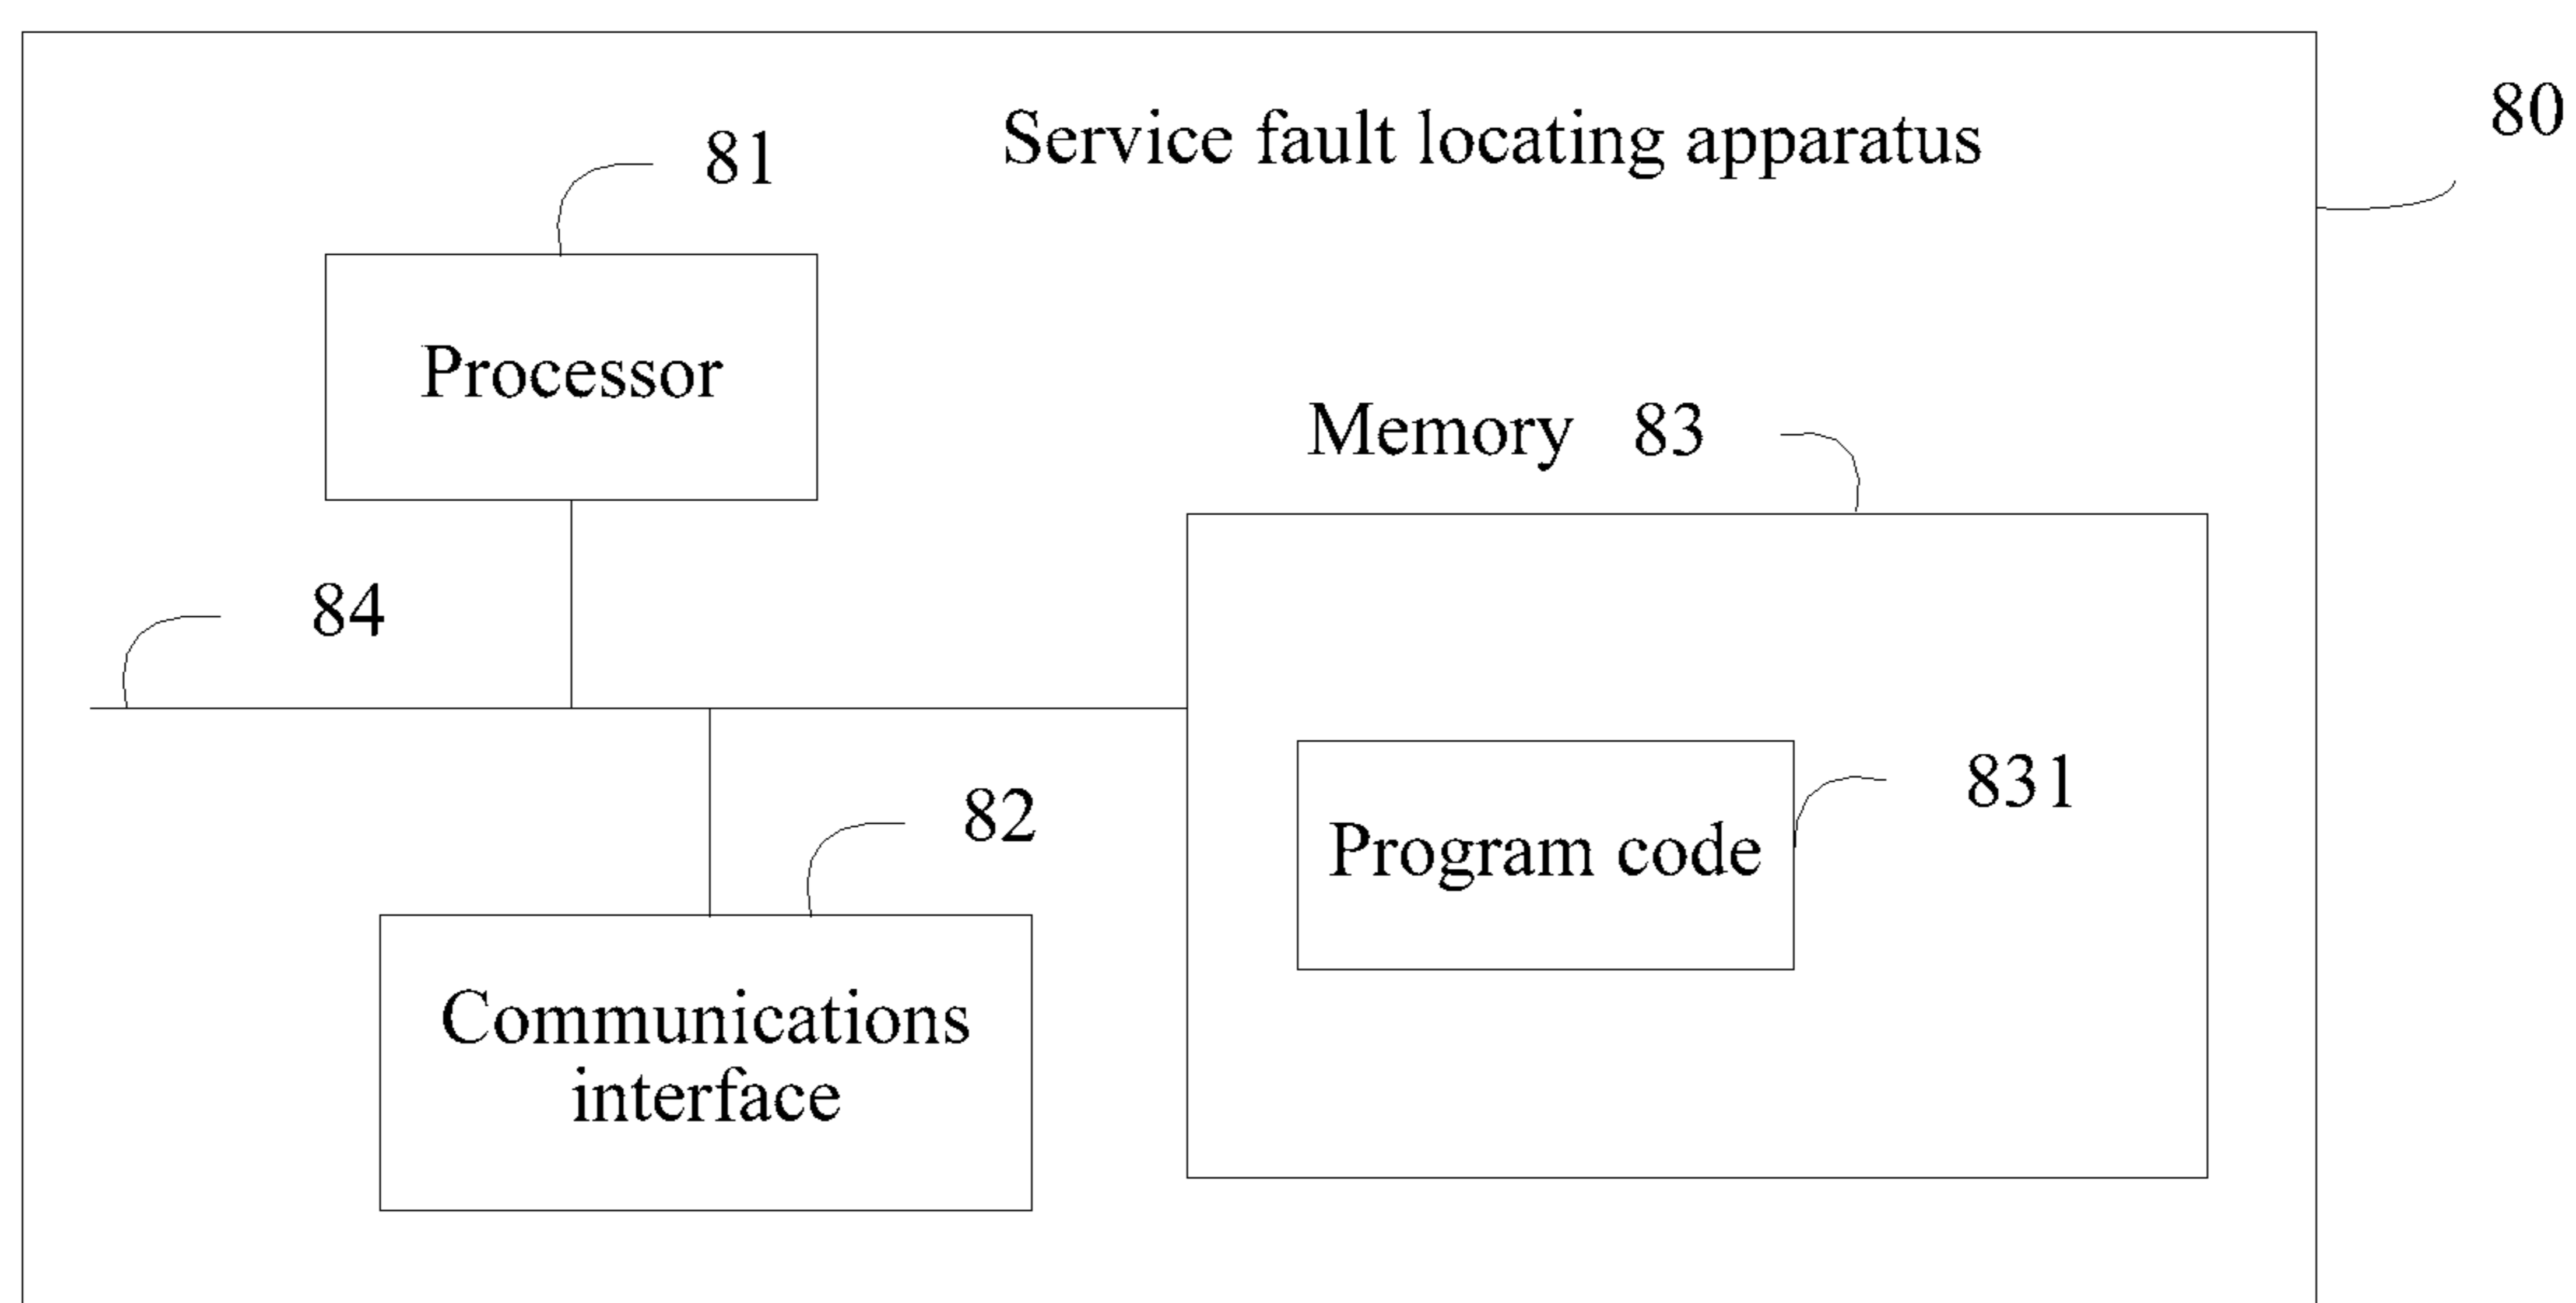 80
Service fault locating apparatus
81
Processor
Memory 83
84
82
831
Program code
Communications
interface